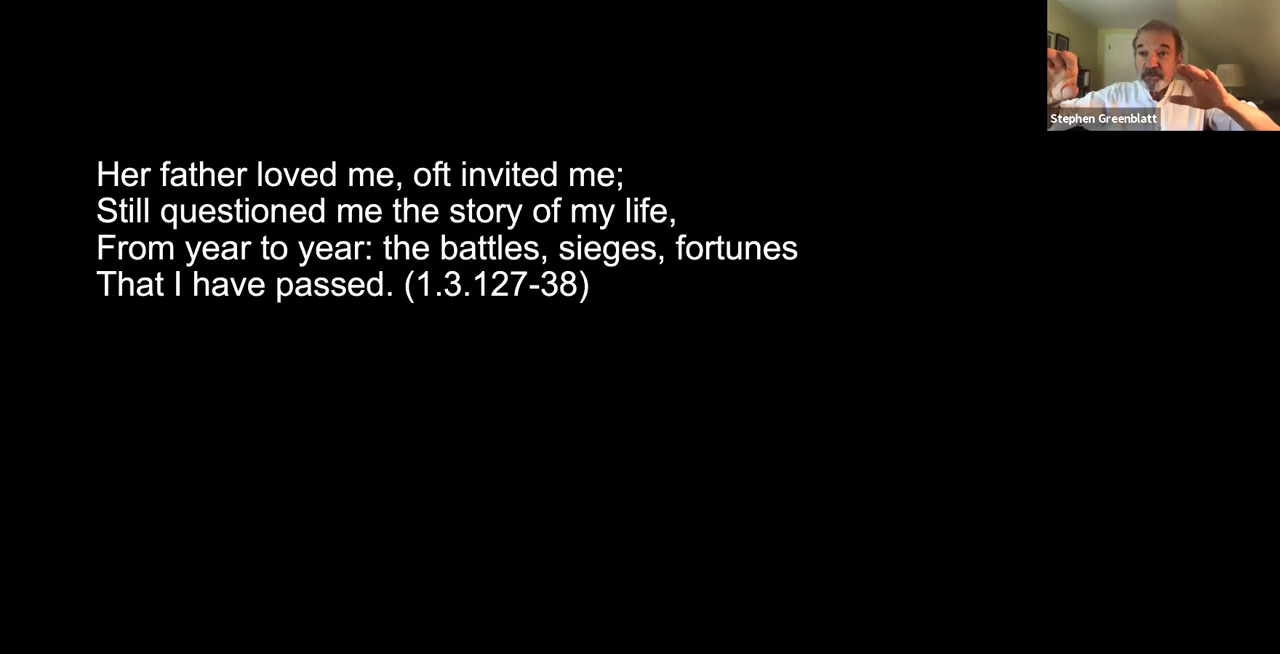 Stephen Greenblatt
Her father loved me, oft invited me;
Still questioned me the story of my life,
From year to year: the battles, sieges, fortunes
That I have passed. (1.3.127-38)